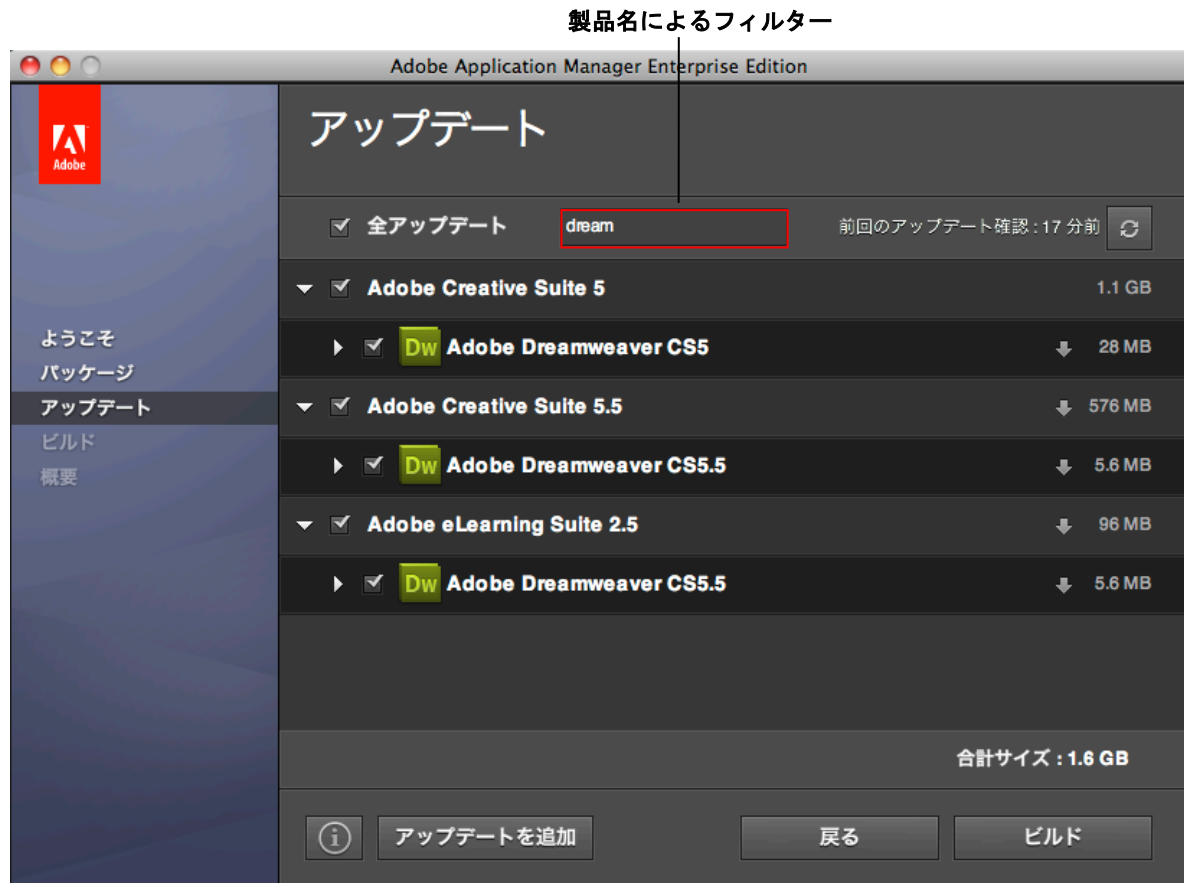 製品名によるフィルター
Adobe Application Manager Enterprise Edition
Adobe
アップデート
全アップデート dream 前回のアップデート確認 : 17 分前
Adobe Creative Suite 5 1.1 GB
Dw Adobe Dreamweaver CS5 28 MB
Adobe Creative Suite 5.5 576 MB
Dw Adobe Dreamweaver CS5.5 5.6 MB
Adobe eLearning Suite 2.5 96 MB
Dw Adobe Dreamweaver CS5.5 5.6 MB
ようこそ
パッケージ
アップデート
ビルド
概要
合計サイズ : 1.6 GB
アップデートを追加 戻る ビルド